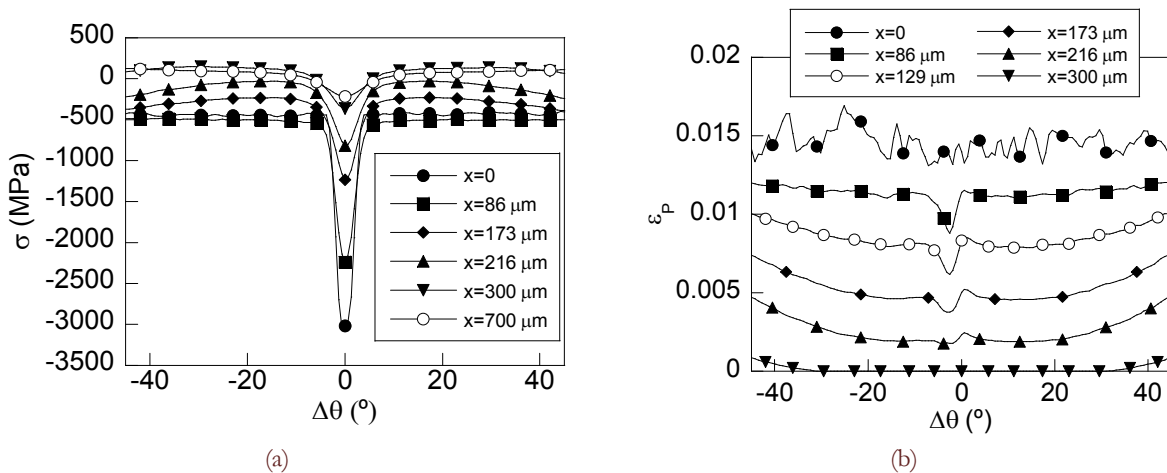 500
0
-500
-1000
-1500
-2000
-2500
-3000
-3500
σ (MPa)
x=0
x=86 μm
x=173 μm
x=216 μm
x=300 μm
x=700 μm
-40 -20 0 20 40
Δθ (º)
(a)
x=0 x=173 μm
x=86 μm x=216 μm
x=129 μm x=300 μm
0.02
0.015
0.01
0.005
0
εP
-40 -20 0 20 40
Δθ (º)
(b)